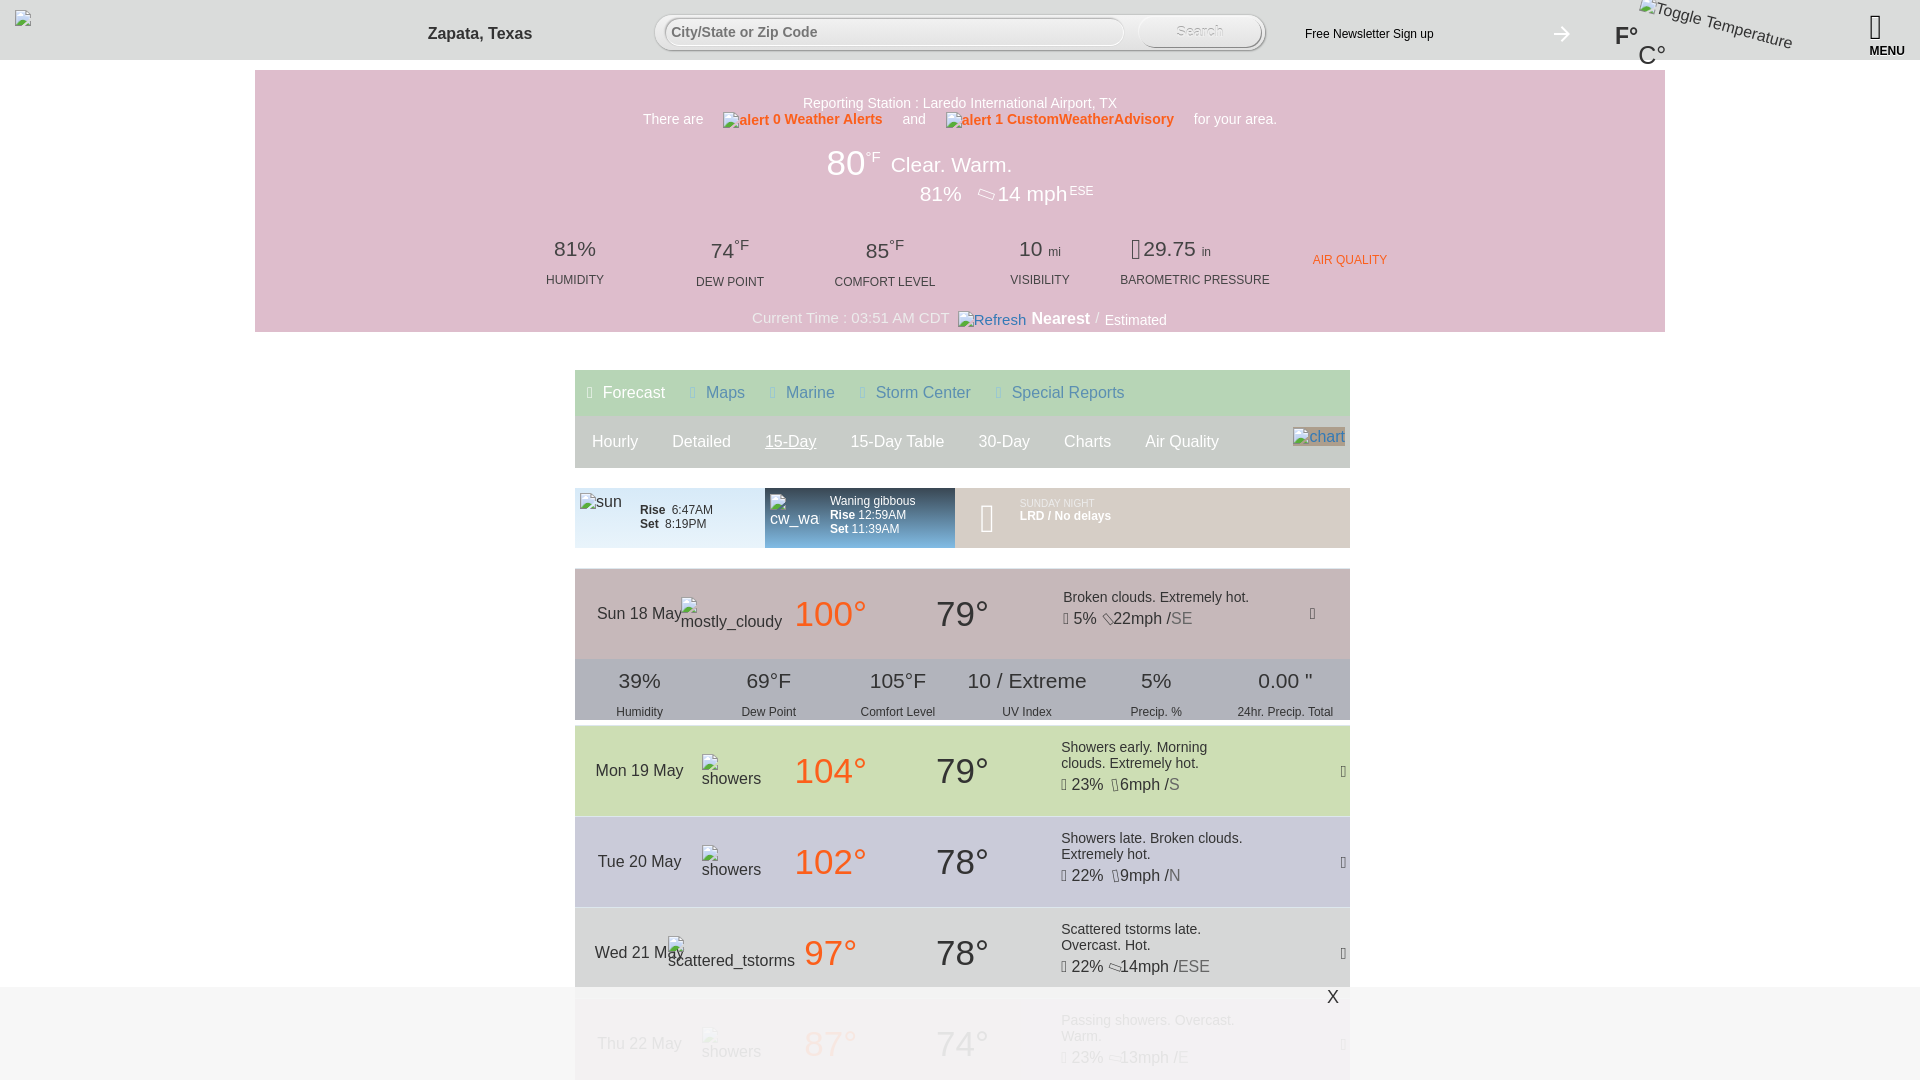 Zapata, Texas
City/State or Zip Code
Search
Free Newsletter Sign up
F°
Toggle Temperature
C°
MENU
Reporting Station : Laredo International Airport, TX
There are alert 0 Weather Alerts and alert 1 CustomWeatherAdvisory for your area.
80°F Clear. Warm.
81% 14 mph ESE
81% 74°F 85°F 10 mi 29.75 in
HUMIDITY DEW POINT COMFORT LEVEL VISIBILITY BAROMETRIC PRESSURE AIR QUALITY
Current Time : 03:51 AM CDT Refresh Nearest / Estimated
Forecast Maps Marine Storm Center Special Reports
Hourly Detailed 15-Day 15-Day Table 30-Day Charts Air Quality chart
sun
Rise 6:47AM
Set 8:19PM
Waning gibbous
Rise 12:59AM
Set 11:39AM
SUNDAY NIGHT
LRD / No delays
Sun 18 May mostly_cloudy 100° 79°
Broken clouds. Extremely hot.
5% 22mph /SE
39% 69°F 105°F 10 / Extreme 5% 0.00 "
Humidity Dew Point Comfort Level UV Index Precip. % 24hr. Precip. Total
Mon 19 May showers 104° 79°
Showers early. Morning
clouds. Extremely hot.
23% 6mph /S
Tue 20 May showers 102° 78°
Showers late. Broken clouds.
Extremely hot.
22% 9mph /N
Wed 21 May scattered_tstorms 97° 78°
Scattered tstorms late.
Overcast. Hot.
22% 14mph /ESE
X
Thu 22 May showers 87° 74°
Passing showers. Overcast.
Warm.
23% 13mph /E